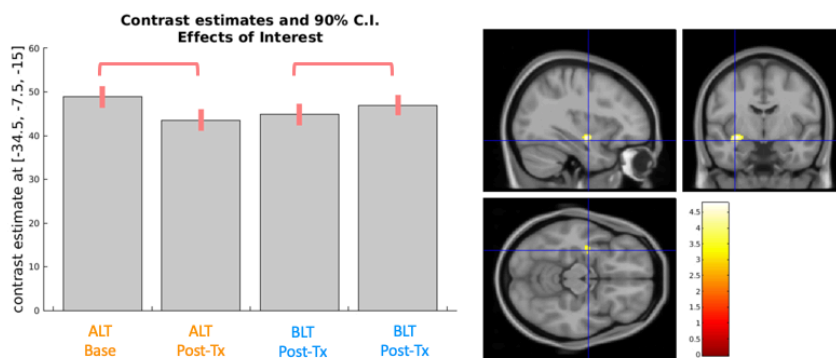 Contrast estimates and 90% C.I.
Effects of Interest
contrast estimate at [-34.5, -7.5, -15]
60
50
40
30
20
10
0
ALT
Base
ALT
Post-Tx
BLT
Post-Tx
BLT
Post-Tx
4.5
4
3.5
3
2.5
2
1.5
1
0.5
0